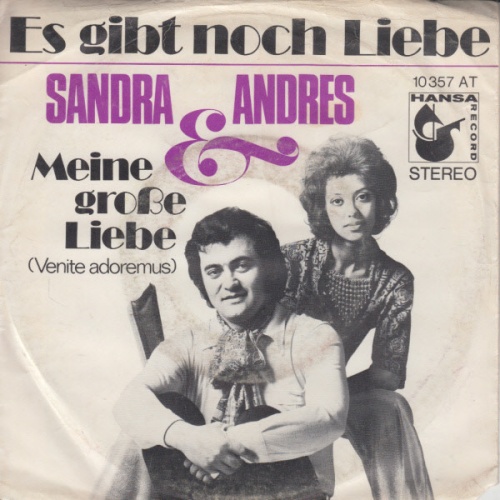 Es gibt noch Liebe
SANDRA & ANDRES
10 357 AT
HANSA
RECORD
STEREO
Meine
große
Liebe
(Venite adoremus)